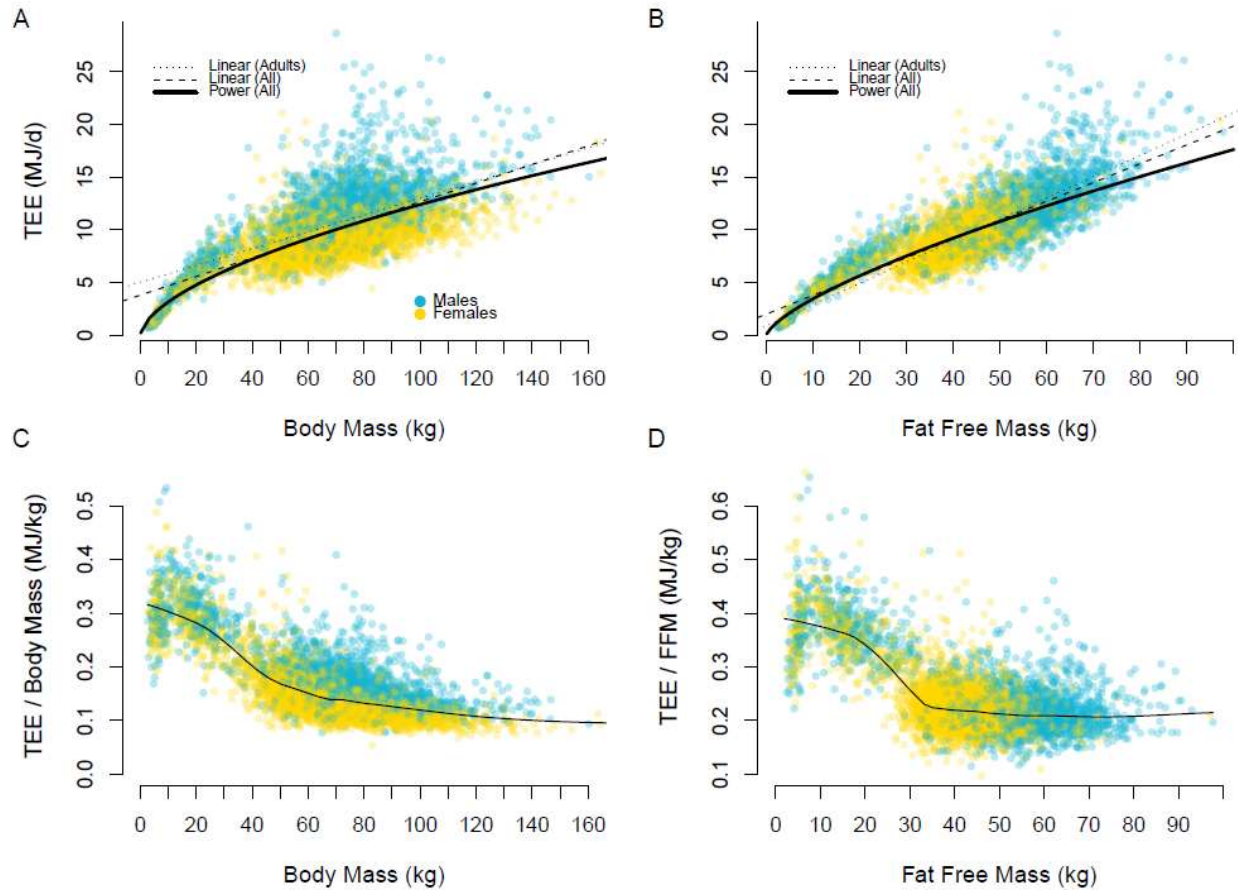 A
Linear (Adults)
Linear (All)
Power (All)
25
20
15
10
5
0
TEE (MJ/d)
Males
Females
0 20 40 60 80 100 120 140 160
Body Mass (kg)
B
Linear (Adults)
Linear (All)
Power (All)
25
20
15
10
5
0
TEE (MJ/d)
0 10 20 30 40 50 60 70 80 90
Fat Free Mass (kg)
C
0.5
0.4
0.3
0.2
0.1
0.0
TEE / Body Mass (MJ/kg)
0 20 40 60 80 100 120 140 160
Body Mass (kg)
D
0.6
0.5
0.4
0.3
0.2
0.1
TEE / FFM (MJ/kg)
0 10 20 30 40 50 60 70 80 90
Fat Free Mass (kg)